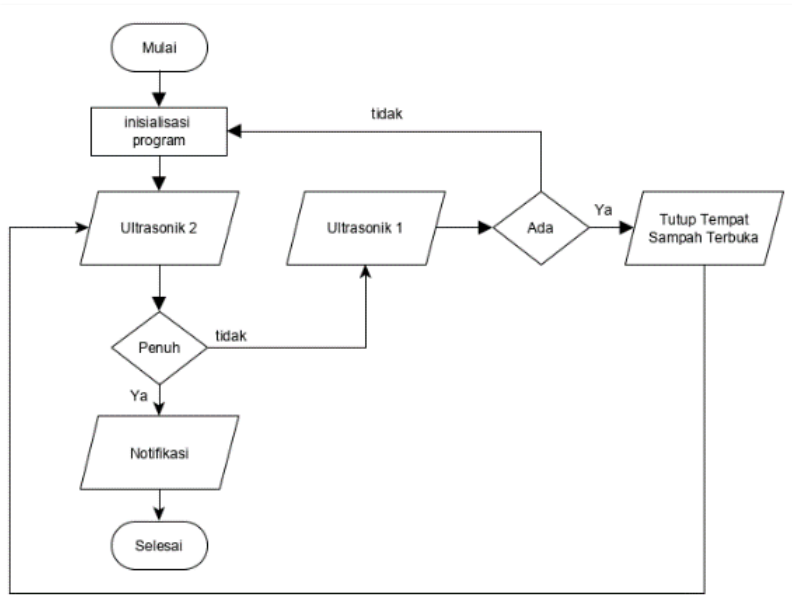 Mulai
inisialisasi
program
tidak
Ultrasonik 2
Ultrasonik 1
Ada
Ya
Tutup Tempat
Sampah Terbuka
Penuh
tidak
Ya
Notifikasi
Selesai